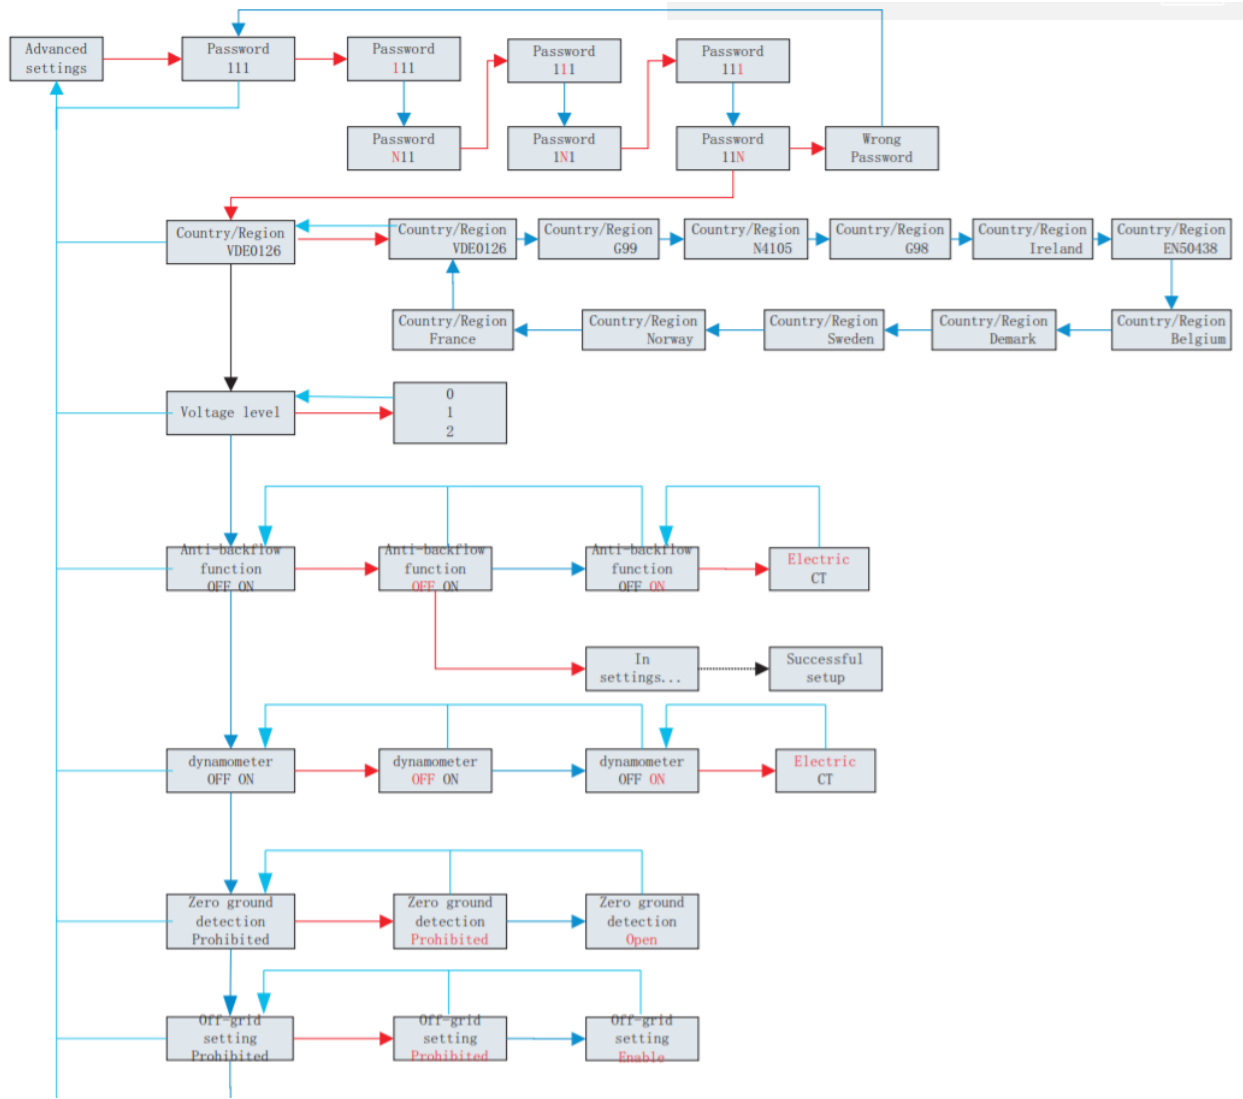 Advanced
settings
Password
111
Password
111
Password
111
Password
111
Password
N11
Password
1N1
Password
11N
Wrong
Password
Country/Region
VDE0126
Country/Region
VDE0126
Country/Region
G99
Country/Region
N4105
Country/Region
G98
Country/Region
Ireland
Country/Region
EN50438
Country/Region
France
Country/Region
Norway
Country/Region
Sweden
Country/Region
Demark
Country/Region
Belgium
Voltage level
0
1
2
Anti-backflow
function
OFF ON
Anti-backflow
function
OFF ON
Anti-backflow
function
OFF ON
Electric
CT
In
settings...
Successful
setup
dynamometer
OFF ON
dynamometer
OFF ON
dynamometer
OFF ON
Electric
CT
Zero ground
detection
Prohibited
Zero ground
detection
Prohibited
Zero ground
detection
Open
Off-grid
setting
Prohibited
Off-grid
setting
Prohibited
Off-grid
setting
Enable